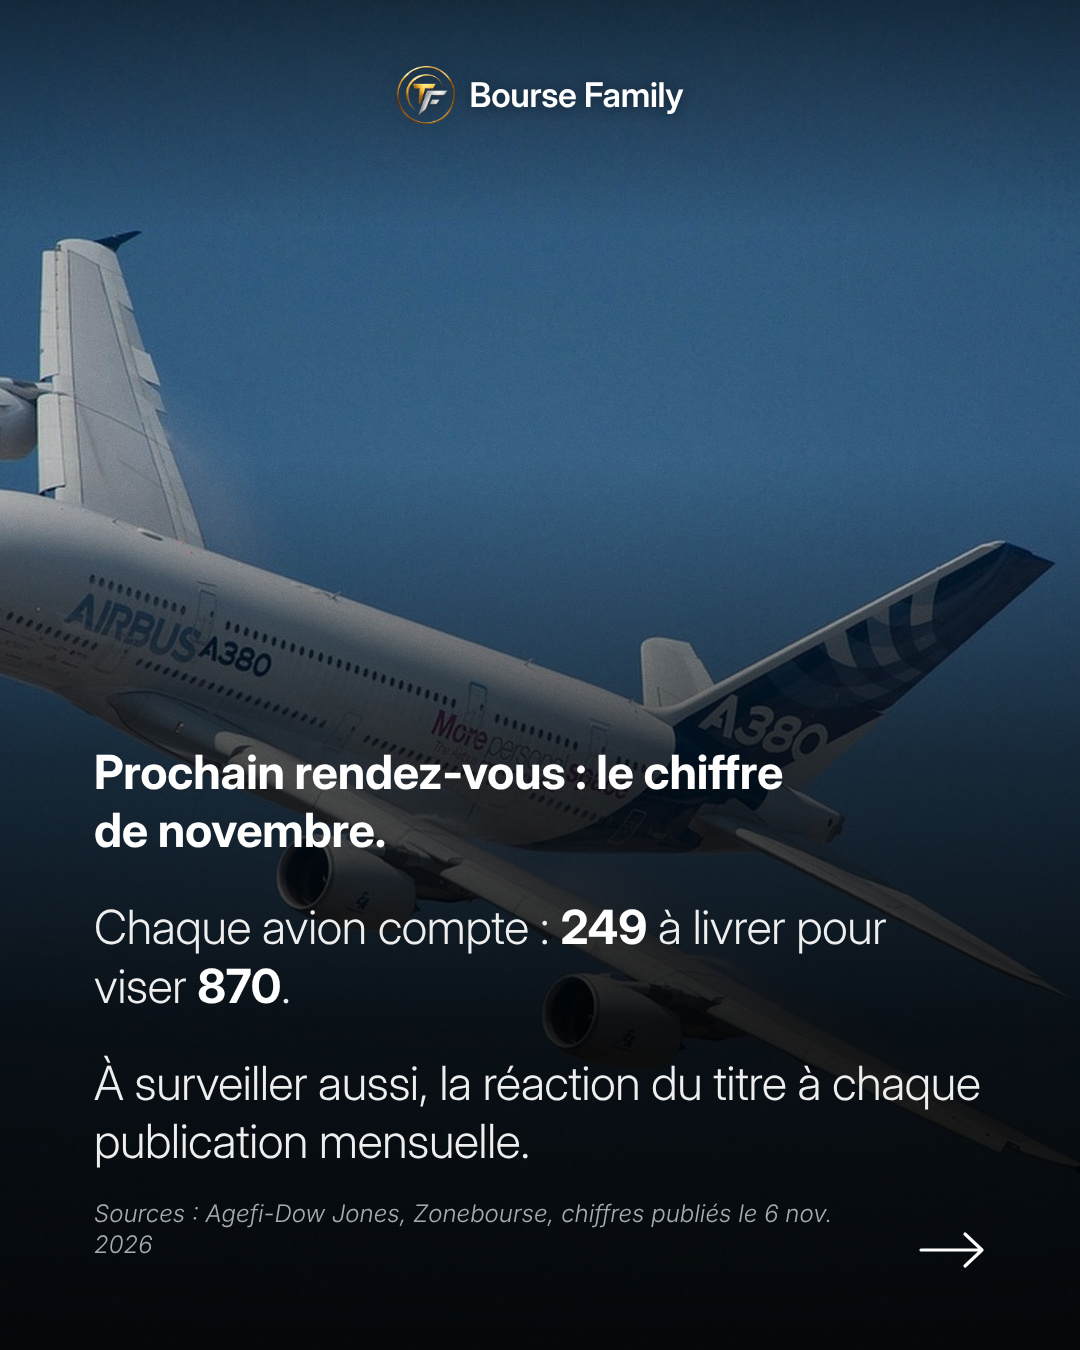 Bourse Family
AIRBUS A380
A380
More personal
Prochain rendez-vous : le chiffre
de novembre.
Chaque avion compte : 249 à livrer pour
viser 870.
À surveiller aussi, la réaction du titre à chaque
publication mensuelle.
Sources : Agefi-Dow Jones, Zonebourse, chiffres publiés le 6 nov.
2026